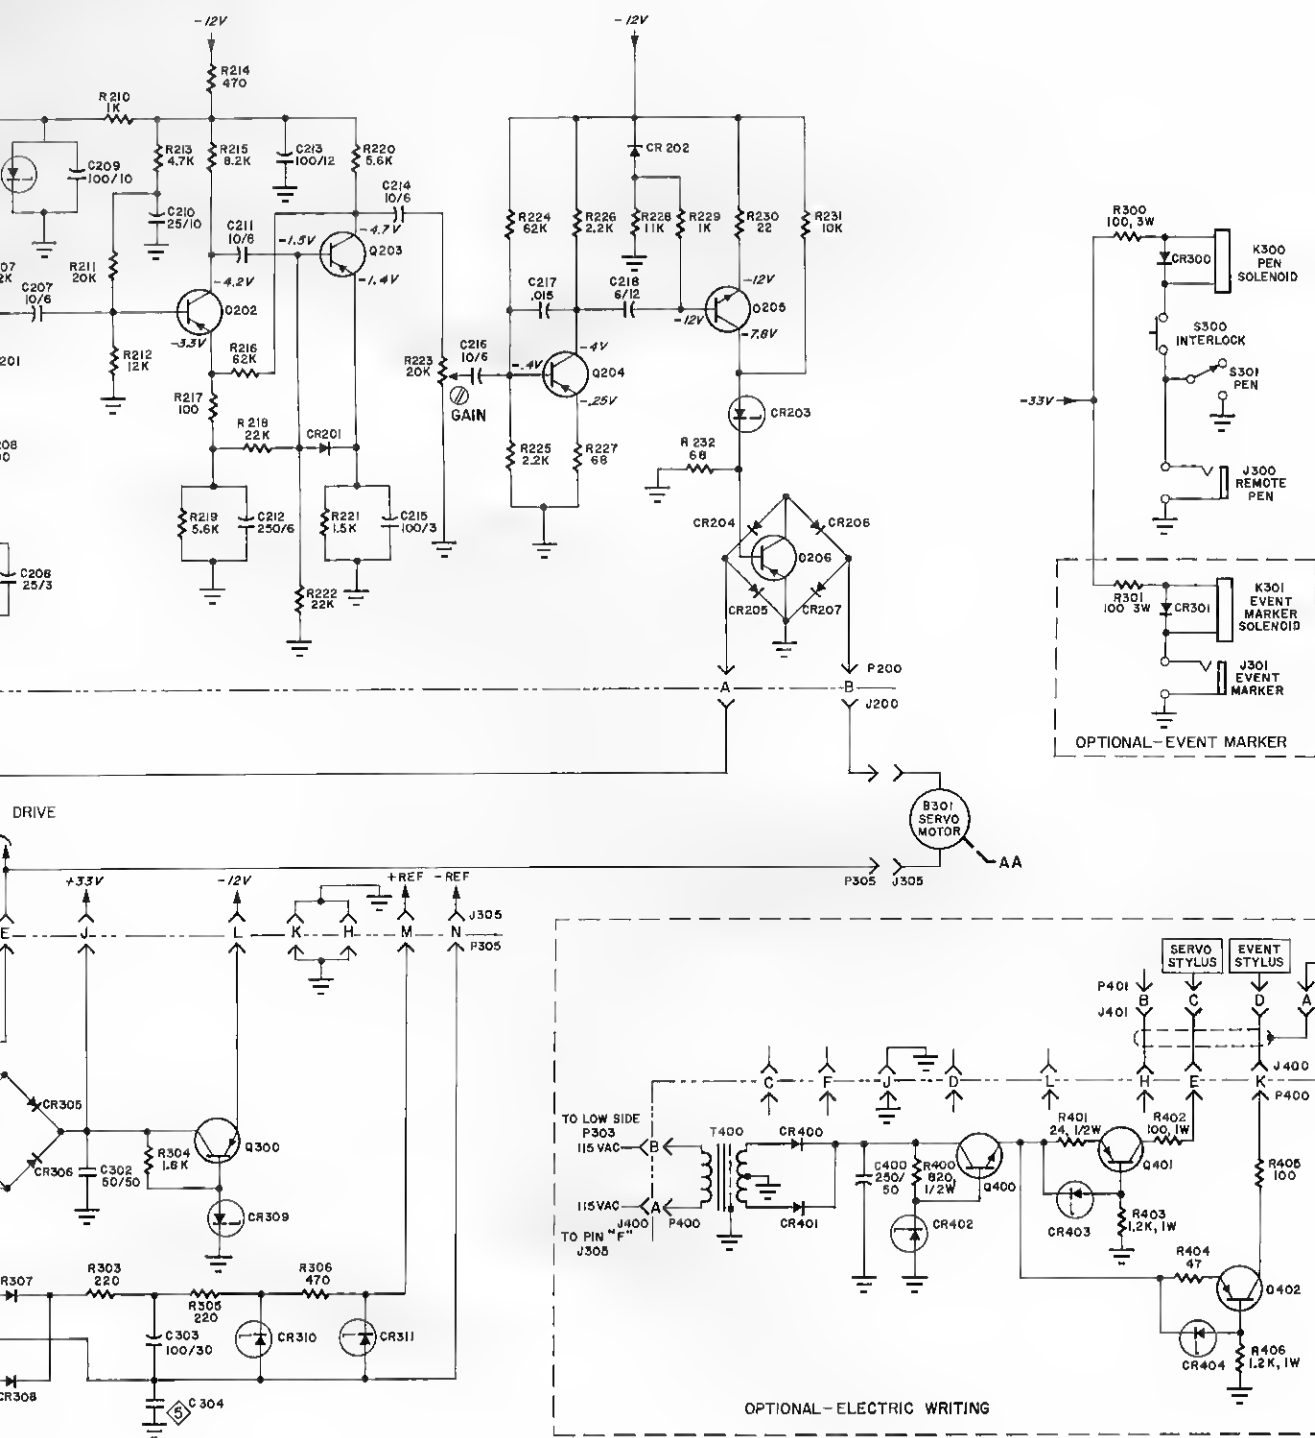 -12V
-12V
R214
470
R210
1K
R213
4.7K
R215
8.2K
C213
100/12
R220
5.6K
CR 202
C209
100/10
C214
10/6
C210
25/10
C211
10/6
-1.5V
-4.7V
Q203
-1.4V
R224
62K
R226
2.2K
R228
11K
R229
1K
R230
22
R231
10K
R300
100, 3W
CR300
K300
PEN
SOLENOID
R211
20K
C207
10/6
-4.2V
Q202
-3.3V
C217
.015
C218
6/12
-12V
-12V
Q205
-7.8V
S300
INTERLOCK
S301
PEN
R212
12K
R216
62K
R223
20K
C216
10/6
GAIN
-.4V
-4V
Q204
-.25V
-33V
R217
100
R 218
22K
CR201
R225
2.2K
R227
68
R 232
68
CR203
J300
REMOTE
PEN
R219
5.6K
C212
250/6
R221
1.5K
C215
100/3
CR204
CR206
Q206
CR205
CR207
C208
25/3
R222
22K
R301
100 3W
CR301
K301
EVENT
MARKER
SOLENOID
J301
EVENT
MARKER
OPTIONAL-EVENT MARKER
A
B
P200
J200
DRIVE
B301
SERVO
MOTOR
AA
P305
J305
+33V
-12V
+REF
-REF
E
J
L
K
H
M
N
J305
P305
SERVO
STYLUS
EVENT
STYLUS
P401
J401
B
C
D
A
C
F
J
D
L
H
E
K
J400
P400
CR305
CR306
C302
50/50
R304
1.6K
Q300
CR309
TO LOW SIDE
P303
115 VAC
B
115VAC
A
J400
P400
TO PIN "F"
J305
T400
CR400
CR401
C400
250/
50
R400
820,
1/2W
Q400
CR402
R401
24, 1/2W
R402
100, 1W
Q401
CR403
R403
1.2K, 1W
R405
100
R404
47
Q402
CR404
R406
1.2K, 1W
R307
R303
220
R305
220
R306
470
C303
100/30
CR310
CR311
CR308
5
C304
OPTIONAL-ELECTRIC WRITING